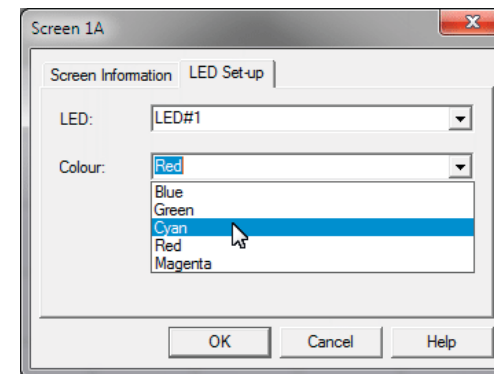 Screen 1A
Screen Information LED Set-up
LED: LED#1
Colour: Red
Blue
Green
Cyan
Red
Magenta
OK Cancel Help